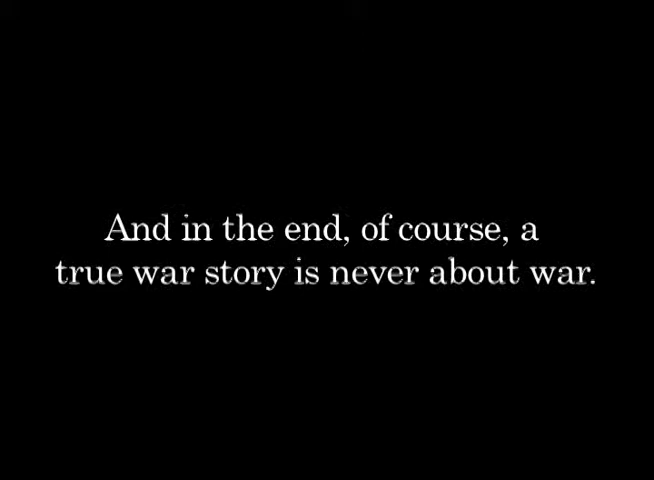 And in the end, of course, a
true war story is never about war.